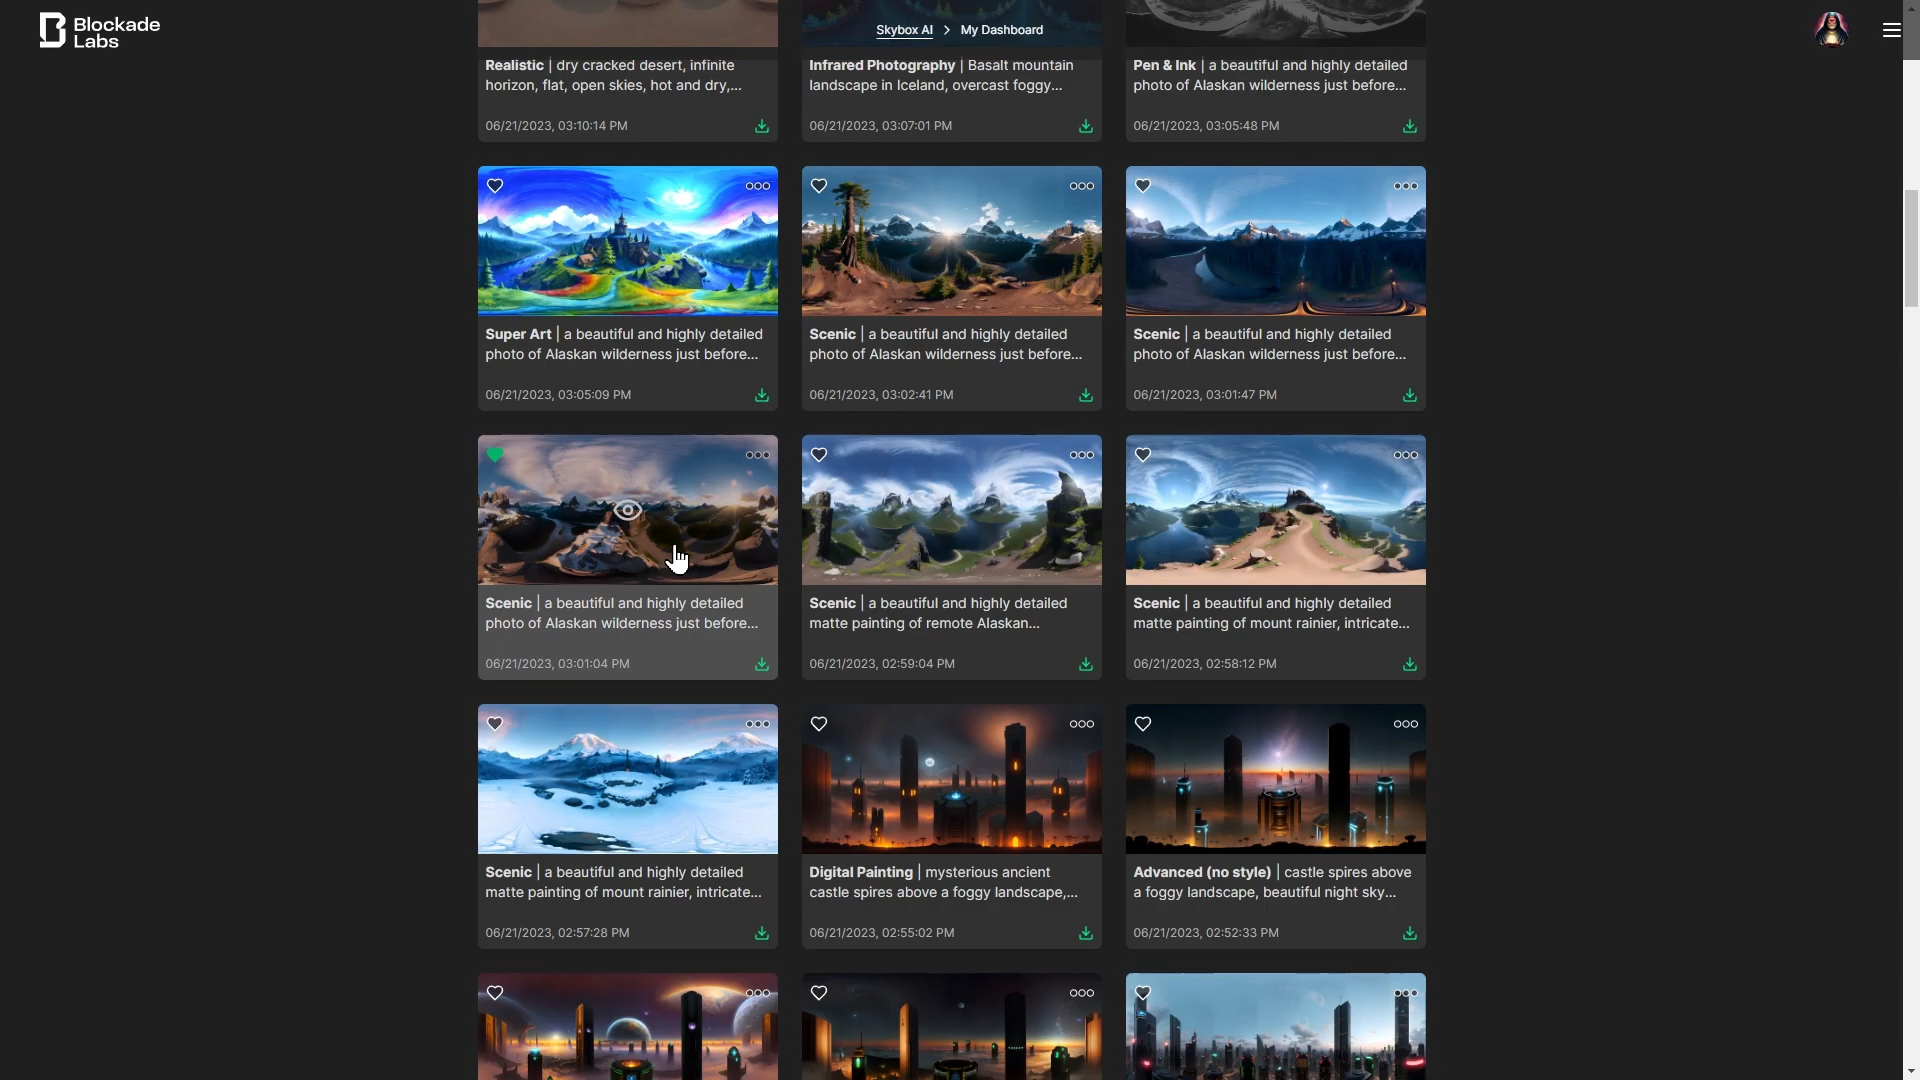 Blockade
Labs
Skybox AI > My Dashboard
Realistic | dry cracked desert, infinite
horizon, flat, open skies, hot and dry,...
06/21/2023, 03:10:14 PM
Infrared Photography | Basalt mountain
landscape in Iceland, overcast foggy...
06/21/2023, 03:07:01 PM
Pen & Ink | a beautiful and highly detailed
photo of Alaskan wilderness just before...
06/21/2023, 03:05:48 PM
Super Art | a beautiful and highly detailed
photo of Alaskan wilderness just before...
06/21/2023, 03:05:09 PM
Scenic | a beautiful and highly detailed
photo of Alaskan wilderness just before...
06/21/2023, 03:02:41 PM
Scenic | a beautiful and highly detailed
photo of Alaskan wilderness just before...
06/21/2023, 03:01:47 PM
Scenic | a beautiful and highly detailed
photo of Alaskan wilderness just before...
06/21/2023, 03:01:04 PM
Scenic | a beautiful and highly detailed
matte painting of remote Alaskan...
06/21/2023, 02:59:04 PM
Scenic | a beautiful and highly detailed
matte painting of mount rainier, intricate...
06/21/2023, 02:58:12 PM
Scenic | a beautiful and highly detailed
matte painting of mount rainier, intricate...
06/21/2023, 02:57:28 PM
Digital Painting | mysterious ancient
castle spires above a foggy landscape,...
06/21/2023, 02:55:02 PM
Advanced (no style) | castle spires above
a foggy landscape, beautiful night sky...
06/21/2023, 02:52:33 PM